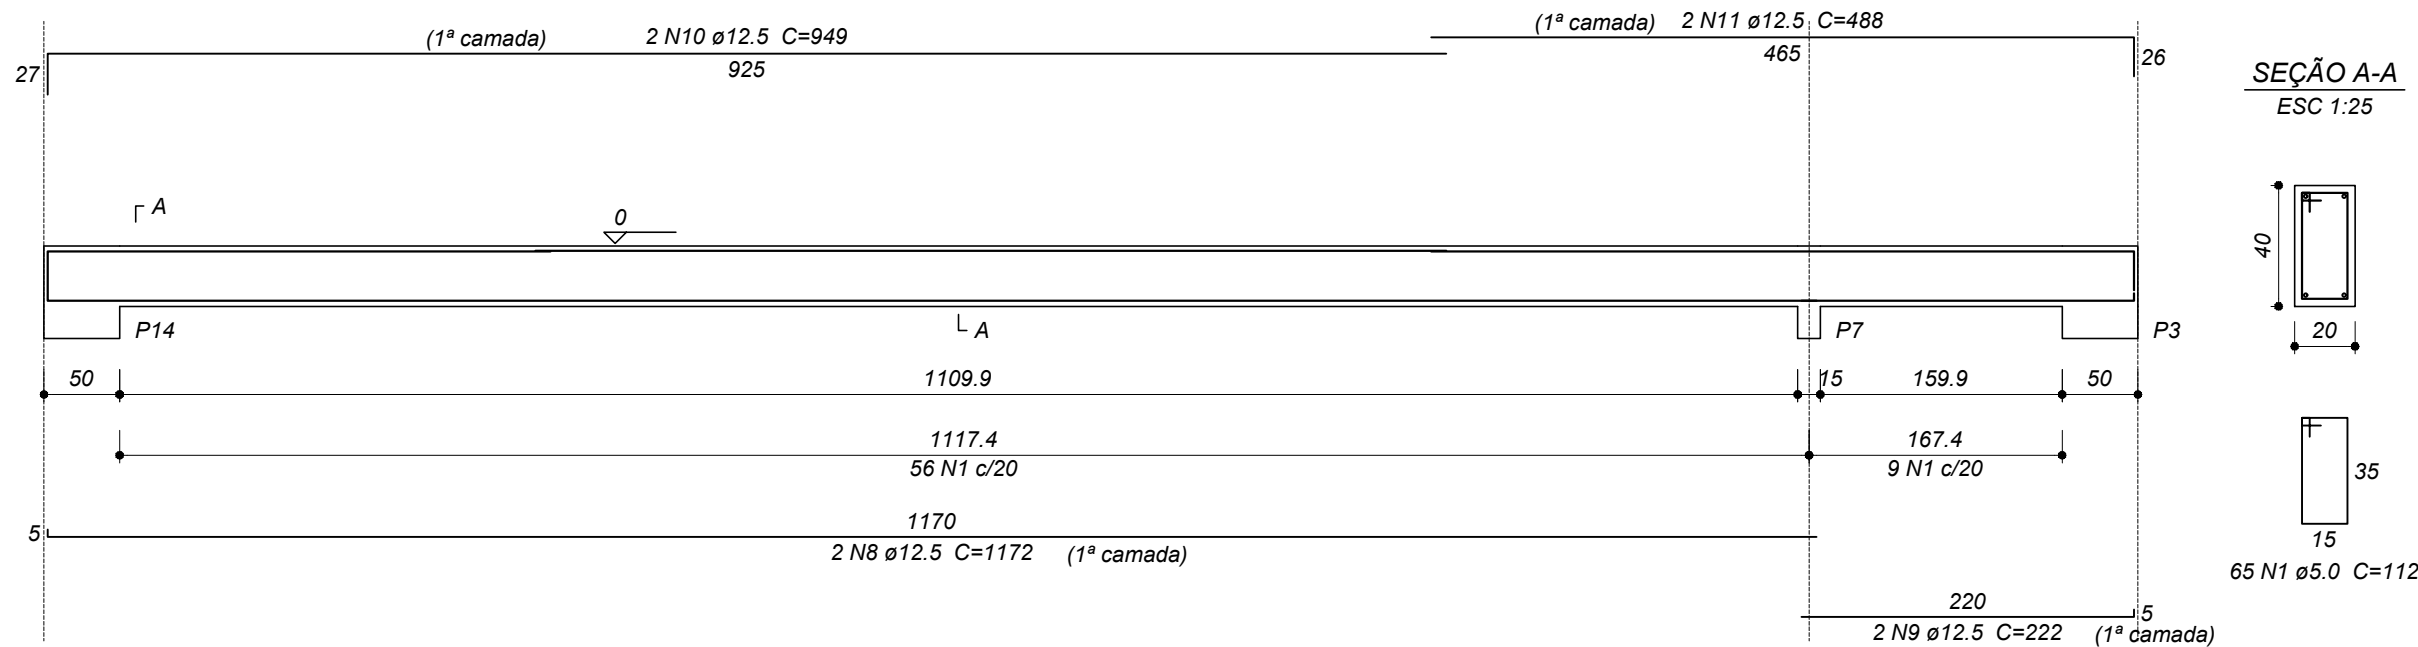 (1ª camada) 2 N10 ø12.5 C=949
925
27
(1ª camada) 2 N11 ø12.5 C=488
465
26
SEÇÃO A-A
ESC 1:25
A
0
A
P14
P7
P3
40
20
50
1109.9
15
159.9
50
1117.4
56 N1 c/20
167.4
9 N1 c/20
35
15
65 N1 ø5.0 C=112
5
1170
2 N8 ø12.5 C=1172 (1ª camada)
220
5
2 N9 ø12.5 C=222 (1ª camada)